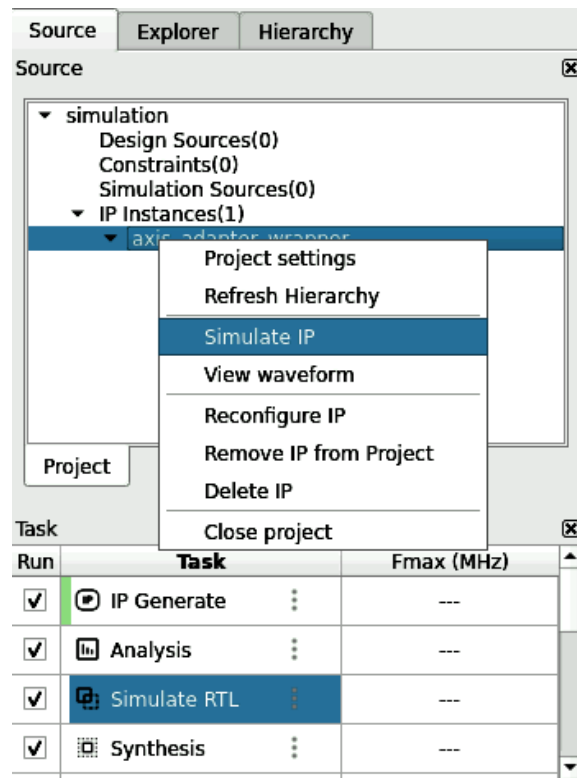 Source Explorer Hierarchy
Source
simulation
Design Sources(0)
Constraints(0)
Simulation Sources(0)
IP Instances(1)
axis_adapter_wrapper
Project settings
Refresh Hierarchy
Simulate IP
View waveform
Reconfigure IP
Remove IP from Project
Delete IP
Close project
Project
Task
Run Task Fmax (MHz)
IP Generate ---
Analysis ---
Simulate RTL ---
Synthesis ---